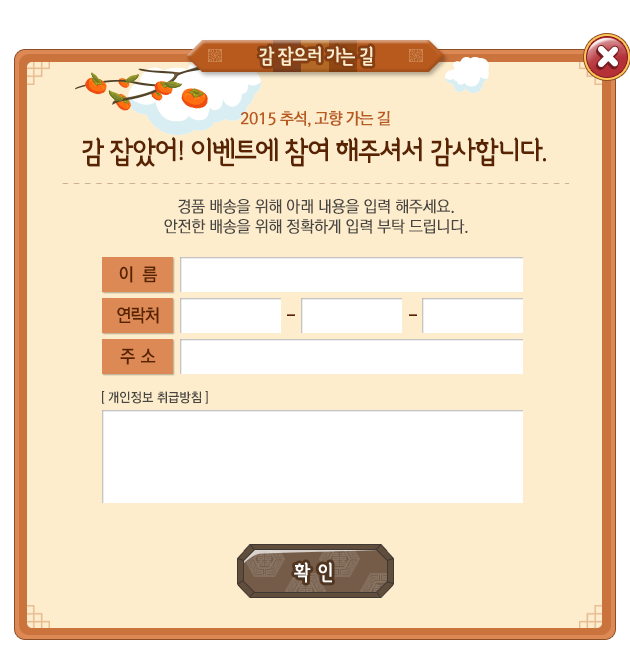 감 잡으러 가는 길
2015 추석, 고향 가는 길
감 잡았어! 이벤트에 참여 해주셔서 감사합니다.
경품 배송을 위해 아래 내용을 입력 해주세요.
안전한 배송을 위해 정확하게 입력 부탁 드립니다.
이 름
연락처 - -
주 소
[ 개인정보 취급방침 ]
확 인